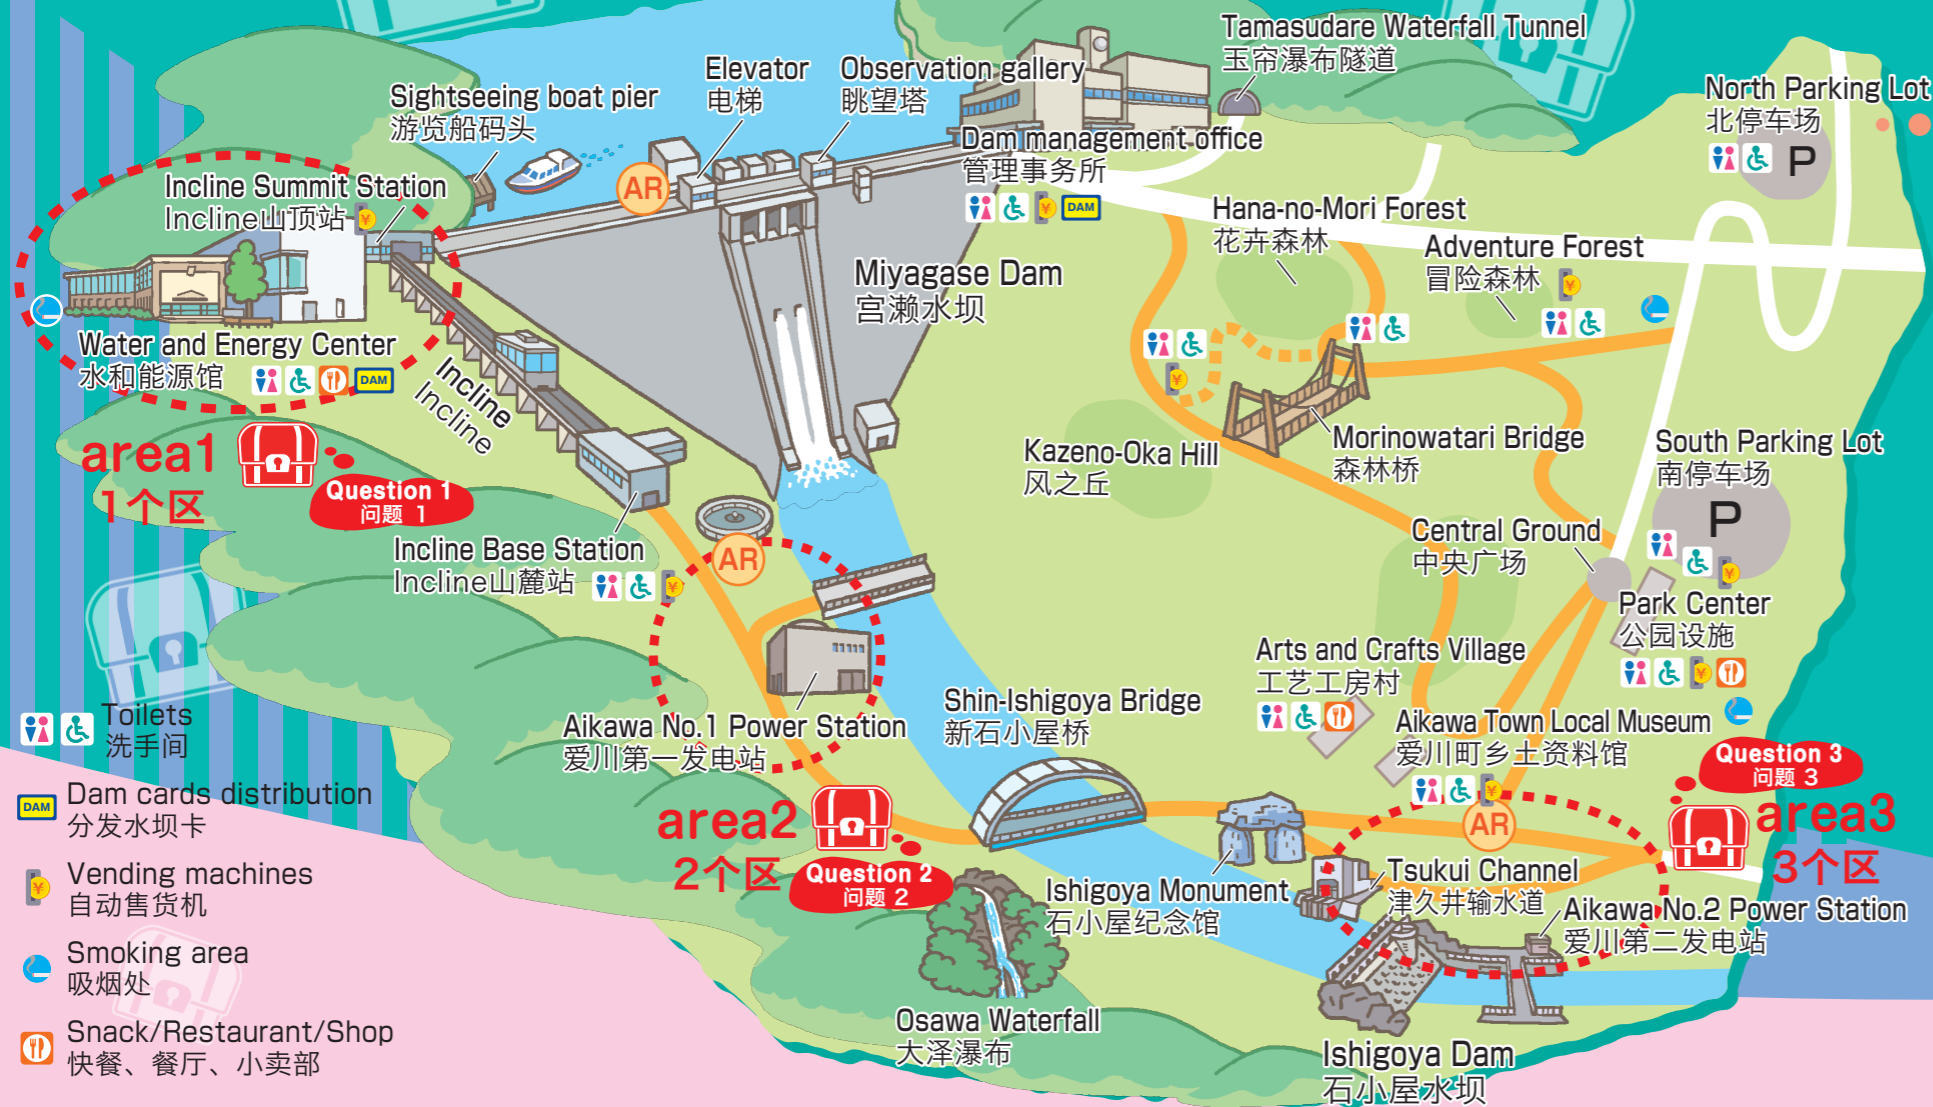 Tamasudare Waterfall Tunnel
玉帘瀑布隧道
Elevator
电梯
Observation gallery
眺望塔
Sightseeing boat pier
游览船码头
North Parking Lot
北停车场
P
Dam management office
管理事务所
DAM
AR
Incline Summit Station
Incline山顶站
Hana-no-Mori Forest
花卉森林
Adventure Forest
冒险森林
Miyagase Dam
宫濑水坝
Water and Energy Center
水和能源馆
DAM
Incline
Incline
area1
1个区
Question 1
问题 1
Kazeno-Oka Hill
风之丘
Morinowatari Bridge
森林桥
South Parking Lot
南停车场
P
Central Ground
中央广场
Incline Base Station
Incline山麓站
AR
Park Center
公园设施
Arts and Crafts Village
工艺工房村
Shin-Ishigoya Bridge
新石小屋桥
Aikawa No.1 Power Station
爱川第一发电站
Aikawa Town Local Museum
爱川町乡土资料馆
Question 3
问题 3
area3
3个区
AR
area2
2个区
Question 2
问题 2
Ishigoya Monument
石小屋纪念馆
Tsukui Channel
津久井输水道
Aikawa No.2 Power Station
爱川第二发电站
Osawa Waterfall
大泽瀑布
Ishigoya Dam
石小屋水坝
Toilets
洗手间
DAM
Dam cards distribution
分发水坝卡
Vending machines
自动售货机
Smoking area
吸烟处
Snack/Restaurant/Shop
快餐、餐厅、小卖部